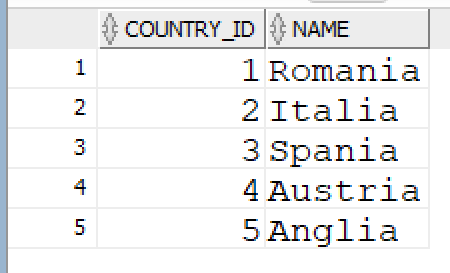 COUNTRY_ID NAME
1 1 Romania
2 2 Italia
3 3 Spania
4 4 Austria
5 5 Anglia